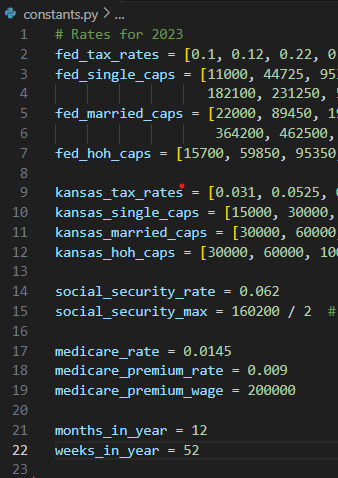 constants.py > ...
1 # Rates for 2023
2 fed_tax_rates = [0.1, 0.12, 0.22, 0
3 fed_single_caps = [11000, 44725, 95
4 182100, 231250,
5 fed_married_caps = [22000, 89450, 1
6 364200, 462500,
7 fed_hoh_caps = [15700, 59850, 95350,
8
9 kansas_tax_rates = [0.031, 0.0525,
10 kansas_single_caps = [15000, 30000,
11 kansas_married_caps = [30000, 60000
12 kansas_hoh_caps = [30000, 60000, 10
13
14 social_security_rate = 0.062
15 social_security_max = 160200 / 2 #
16
17 medicare_rate = 0.0145
18 medicare_premium_rate = 0.009
19 medicare_premium_wage = 200000
20
21 months_in_year = 12
22 weeks_in_year = 52
23